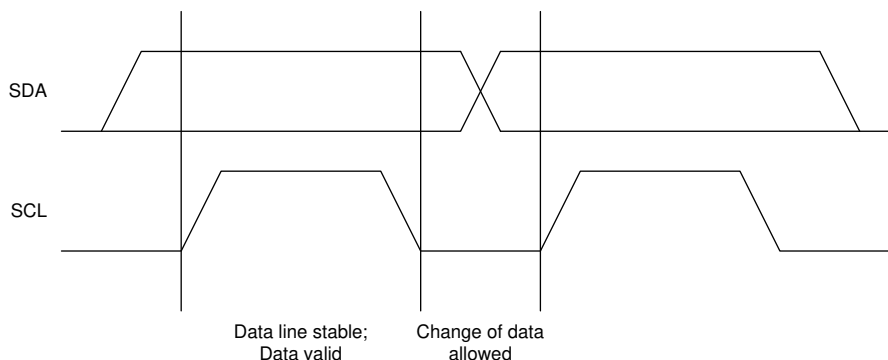 SDA
SCL
Data line stable;
Data valid
Change of data
allowed